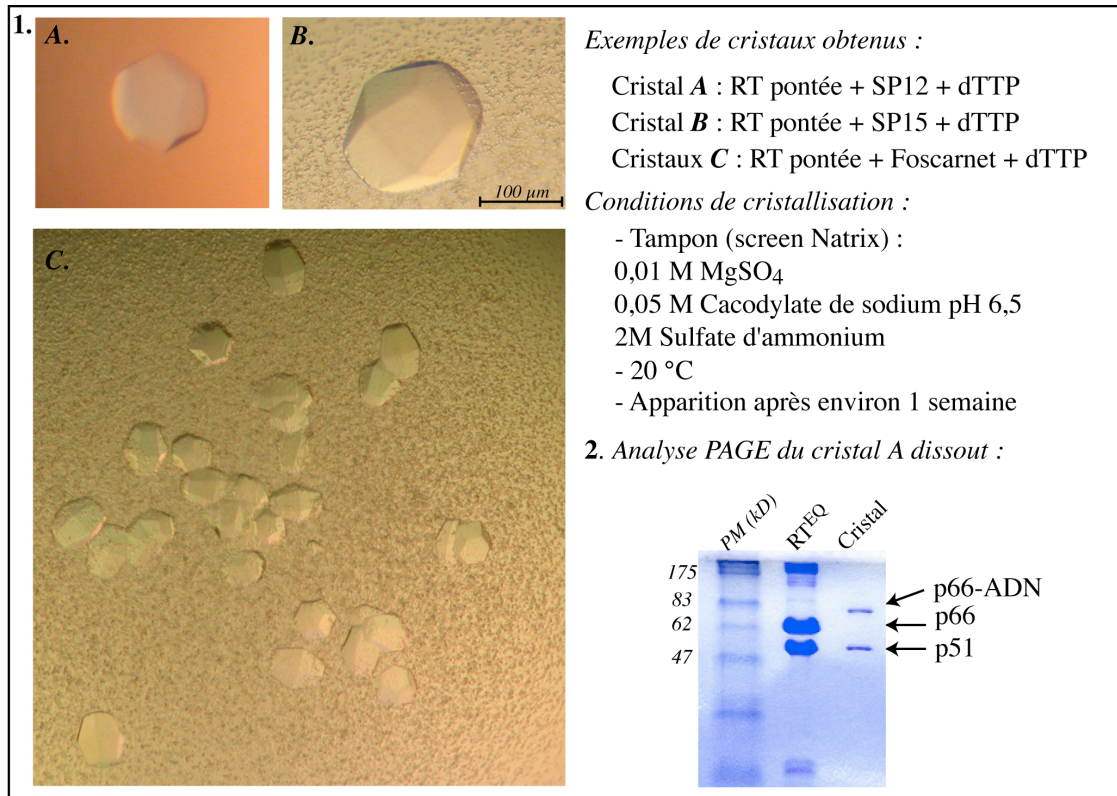 1.
A.
B.
100 µm
C.
Exemples de cristaux obtenus :
Cristal A : RT pontée + SP12 + dTTP
Cristal B : RT pontée + SP15 + dTTP
Cristaux C : RT pontée + Foscarnet + dTTP
Conditions de cristallisation :
- Tampon (screen Natrix) :
0,01 M MgSO4
0,05 M Cacodylate de sodium pH 6,5
2M Sulfate d'ammonium
- 20 °C
- Apparition après environ 1 semaine
2. Analyse PAGE du cristal A dissout :
PM (kD)
RTEQ
Cristal
175
83
62
47
p66-ADN
p66
p51